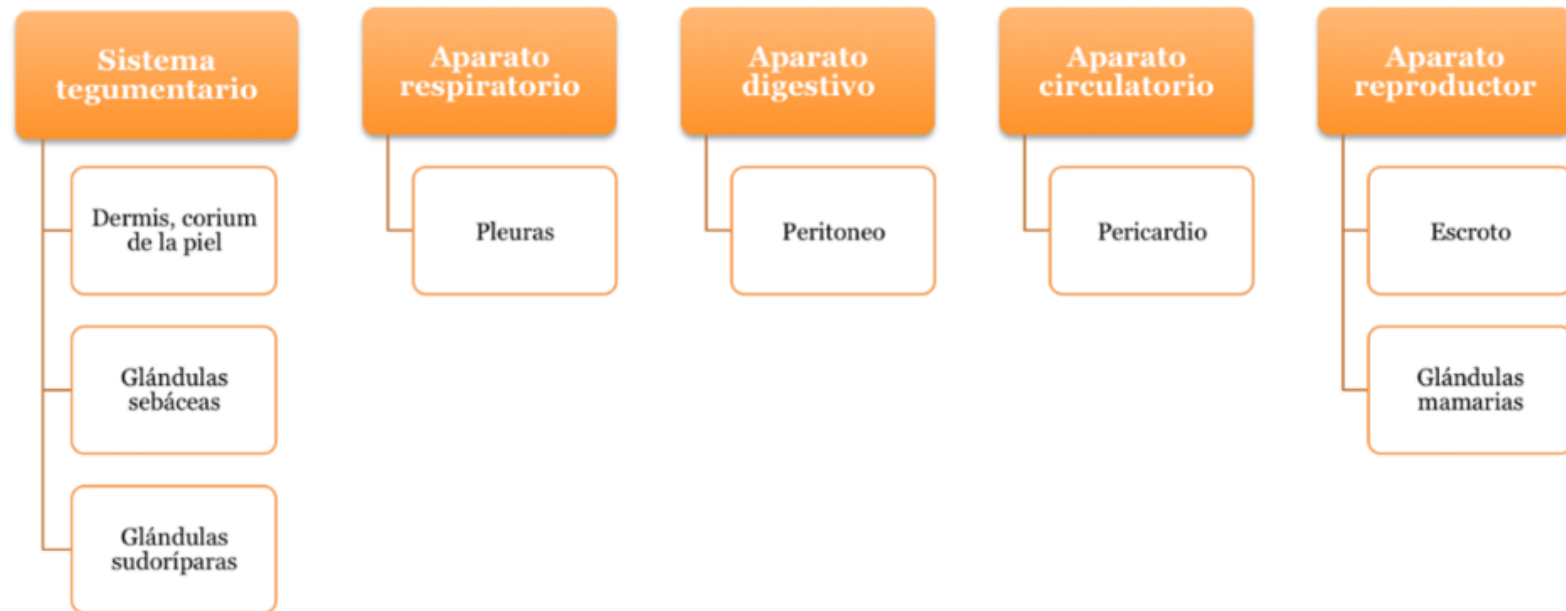 Sistema
tegumentario
Dermis, corium
de la piel
Glándulas
sebáceas
Glándulas
sudoríparas
Aparato
respiratorio
Pleuras
Aparato
digestivo
Peritoneo
Aparato
circulatorio
Pericardio
Aparato
reproductor
Escroto
Glándulas
mamarias